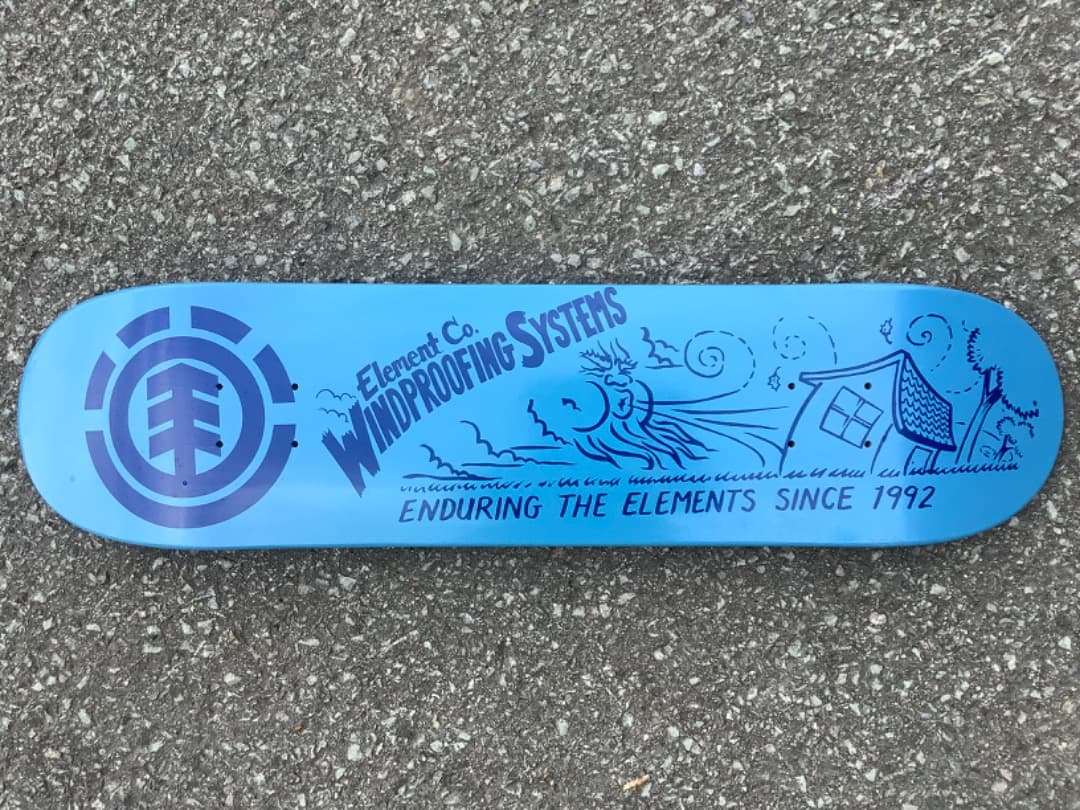 Element Co.
WINDPROOFING SYSTEMS
ENDURING THE ELEMENTS SINCE 1992